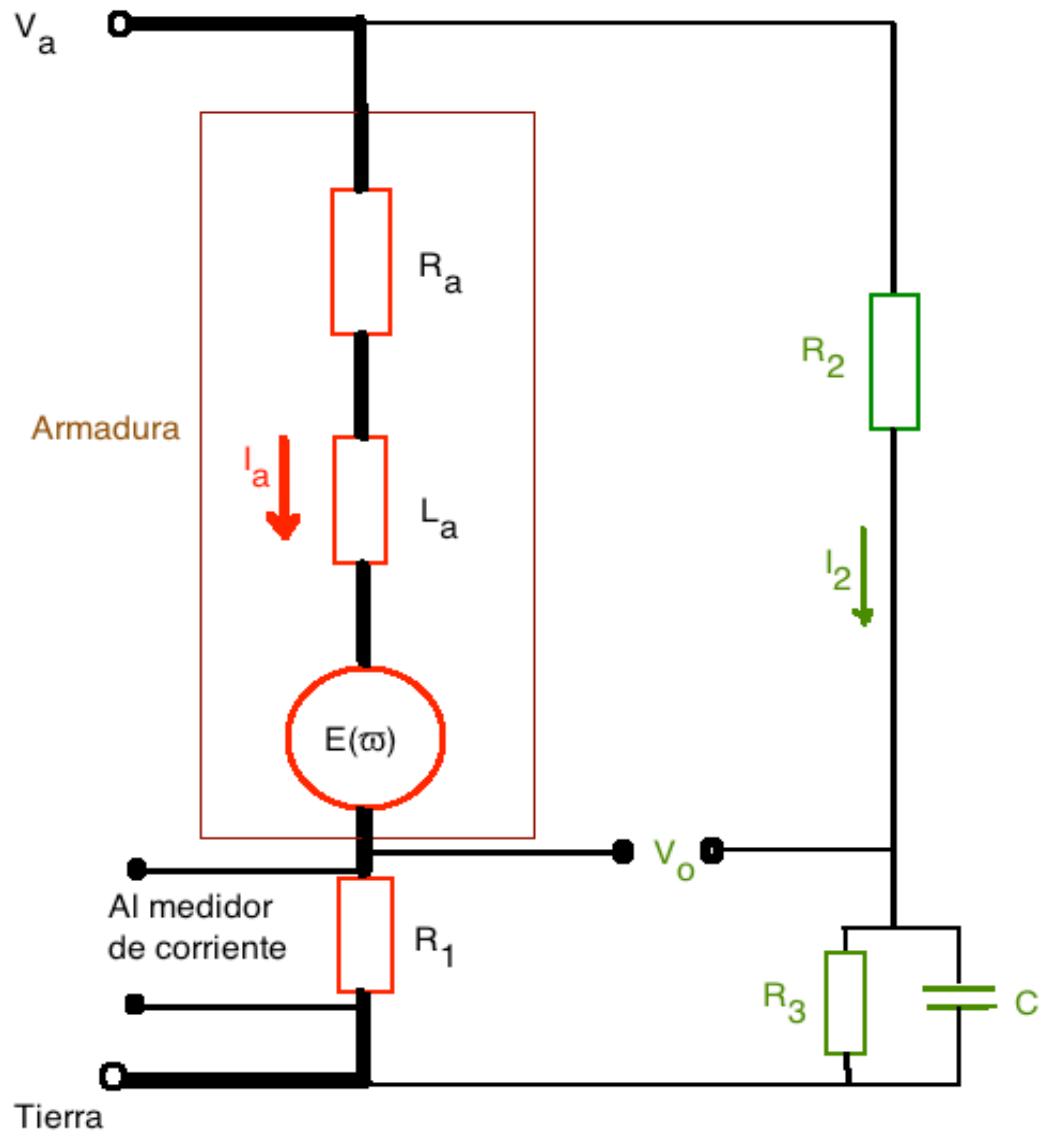 Va
Ra
R2
Armadura
Ia
La
I2
E(ϖ)
Vo
Al medidor
de corriente
R1
R3
C
Tierra